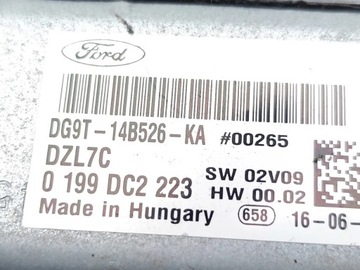 Ford
DG9T-14B526-KA #00265
DZL7C
0 199 DC2 223 SW 02V09
HW 00.02
Made in Hungary 658 16-06-